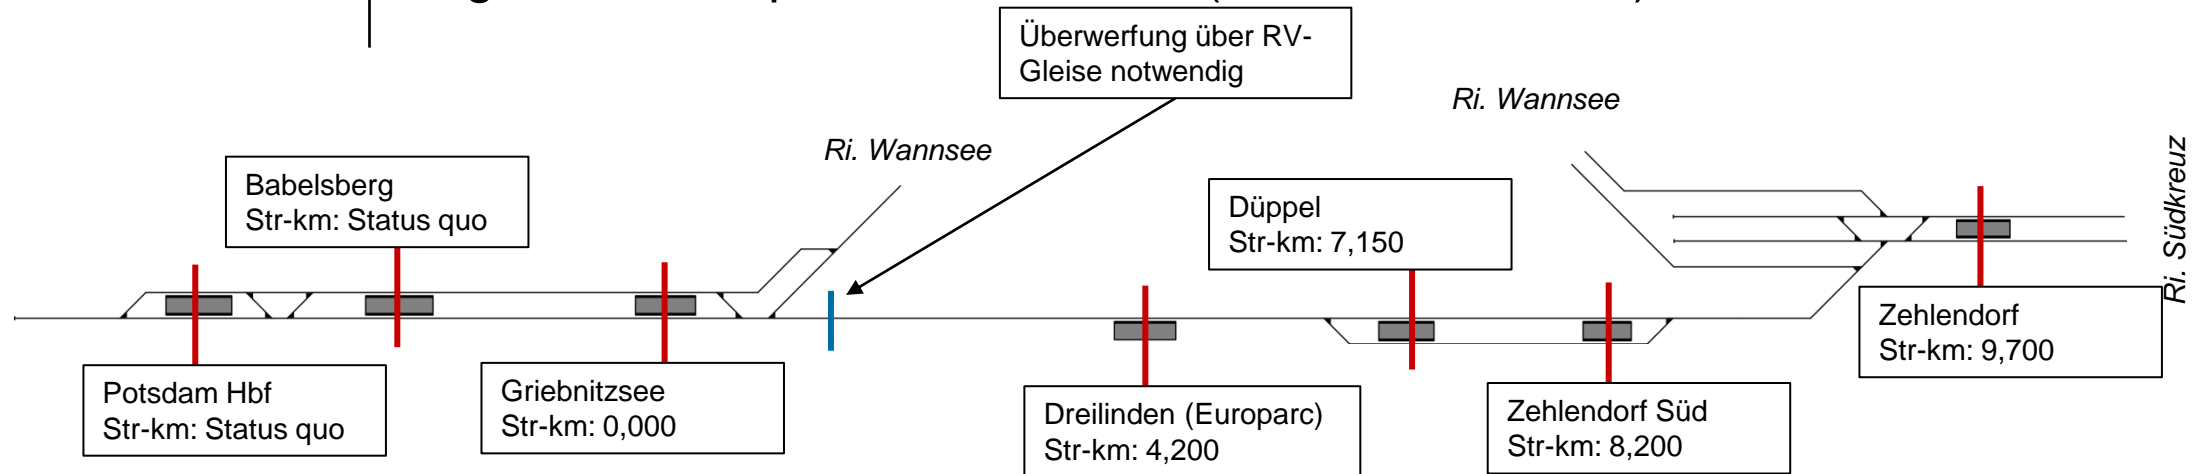 Überwerfung über RV-
Gleise notwendig
Ri. Wannsee
Ri. Wannsee
Ri. Südkreuz
Babelsberg
Str-km: Status quo
Düppel
Str-km: 7,150
Zehlendorf
Str-km: 9,700
Potsdam Hbf
Str-km: Status quo
Griebnitzsee
Str-km: 0,000
Dreilinden (Europarc)
Str-km: 4,200
Zehlendorf Süd
Str-km: 8,200